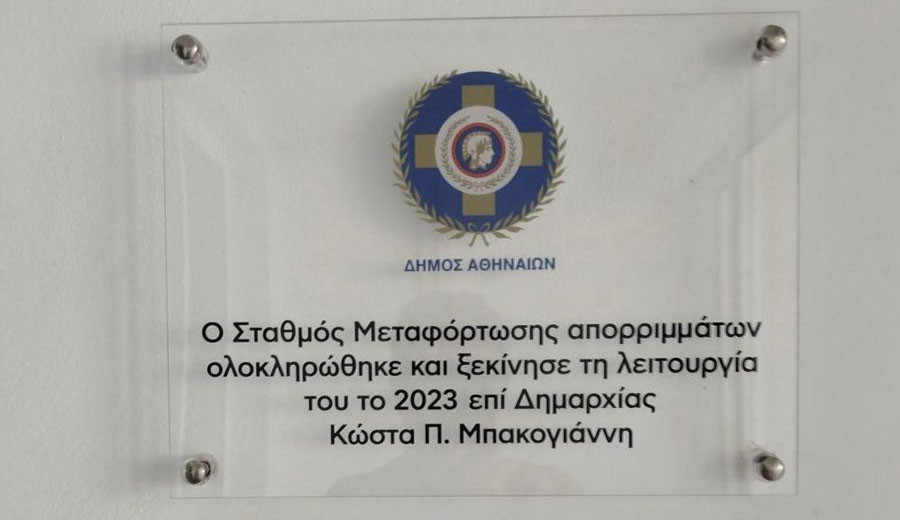 ΔΗΜΟΣ ΑΘΗΝΑΙΩΝ
Ο Σταθμός Μεταφόρτωσης απορριμμάτων
ολοκληρώθηκε και ξεκίνησε τη λειτουργία
του το 2023 επί Δημαρχίας
Κώστα Π. Μπακογιάννη